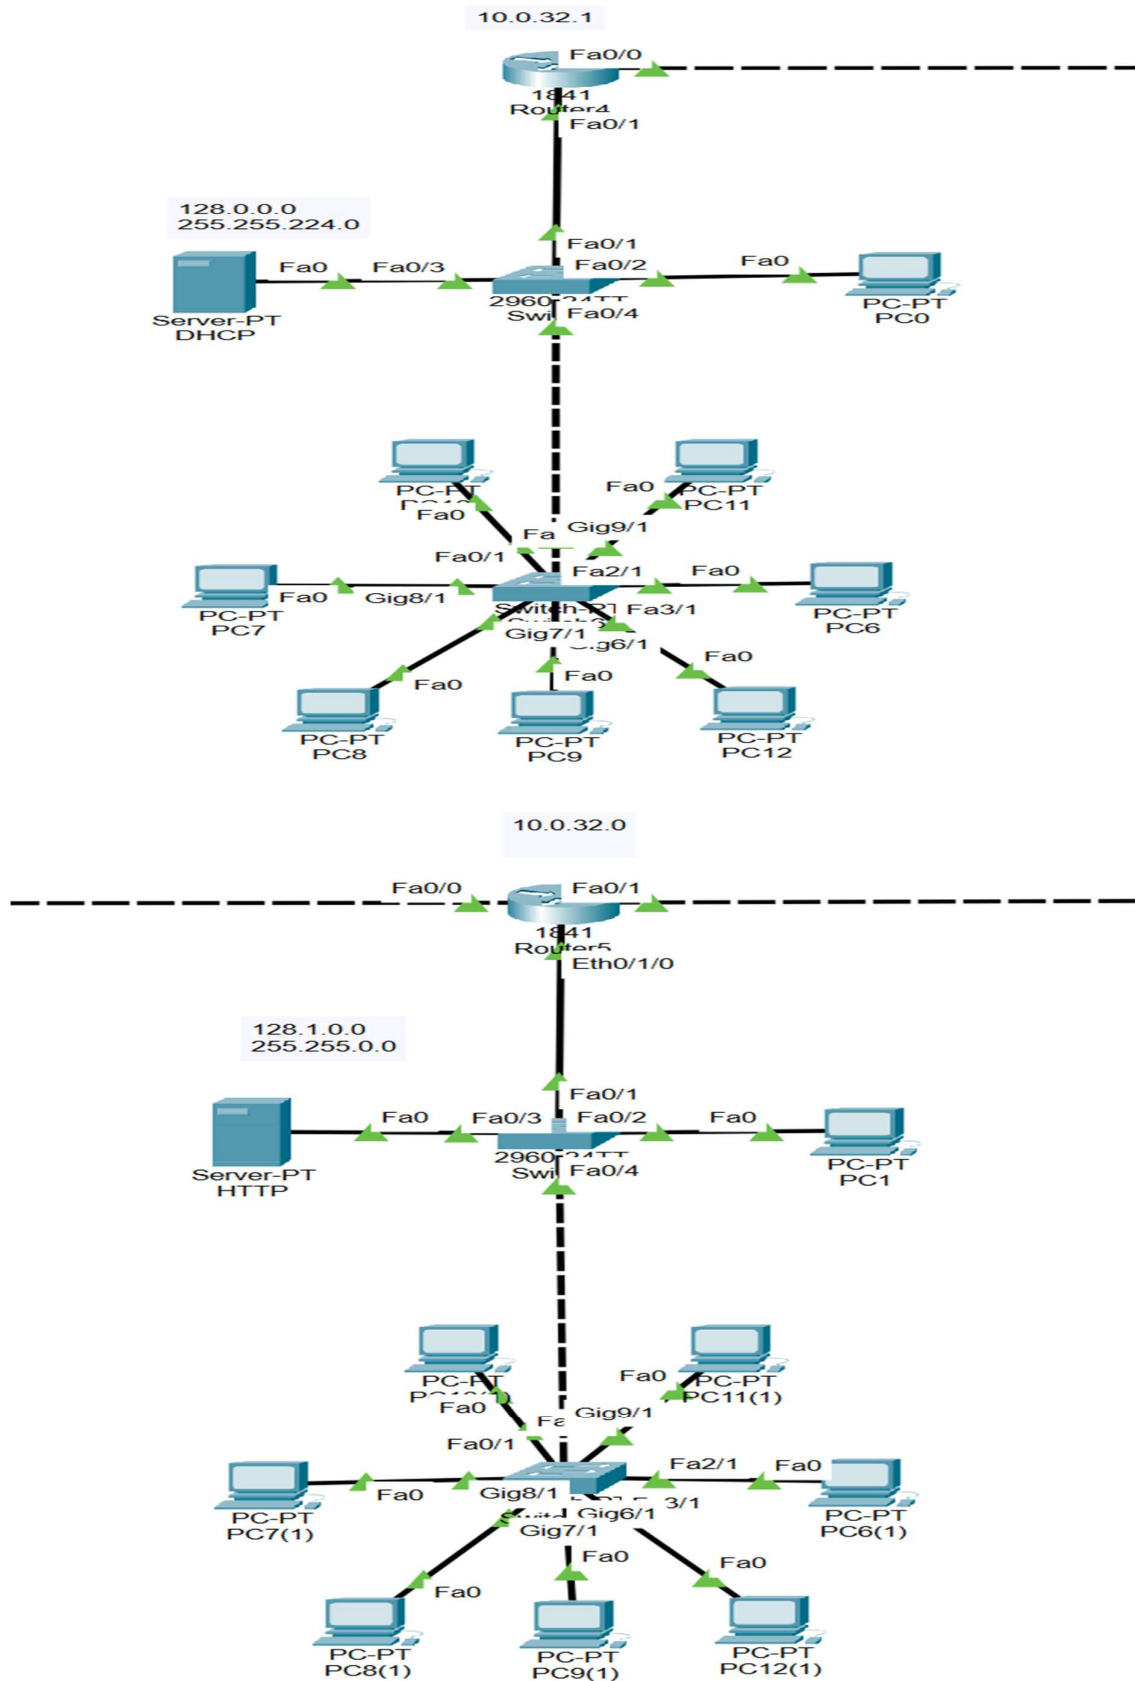 10.0.32.1
Fa0/0
1841
Router4
Fa0/1
128.0.0.0
255.255.224.0
Fa0/1
Fa0 Fa0/3 Fa0/2 Fa0
2960-24TT
Server-PT
DHCP
Fa0/4
PC-PT
PC0
PC-PT
Fa0
Fa0
PC-PT
PC11
Gig9/1
Fa0/1
Fa2/1
Fa0
Fa0
Gig8/1
Fa3/1
PC-PT
PC7
PC-PT
PC6
Gig7/1
Fa0
Fa0
Fa0
PC-PT
PC8
PC-PT
PC9
PC-PT
PC12
10.0.32.0
Fa0/0 Fa0/1
1841
Router5
Eth0/1/0
128.1.0.0
255.255.0.0
Fa0/1
Fa0 Fa0/3 Fa0/2 Fa0
2960-24TT
Server-PT
HTTP
Fa0/4
PC-PT
PC1
PC-PT
Fa0
Fa0
PC-PT
PC11(1)
Gig9/1
Fa0/1
Fa2/1
Fa0
Fa0
Gig8/1
3/1
Gig6/1
PC-PT
PC7(1)
PC-PT
PC6(1)
Gig7/1
Fa0
Fa0
Fa0
PC-PT
PC8(1)
PC-PT
PC9(1)
PC-PT
PC12(1)